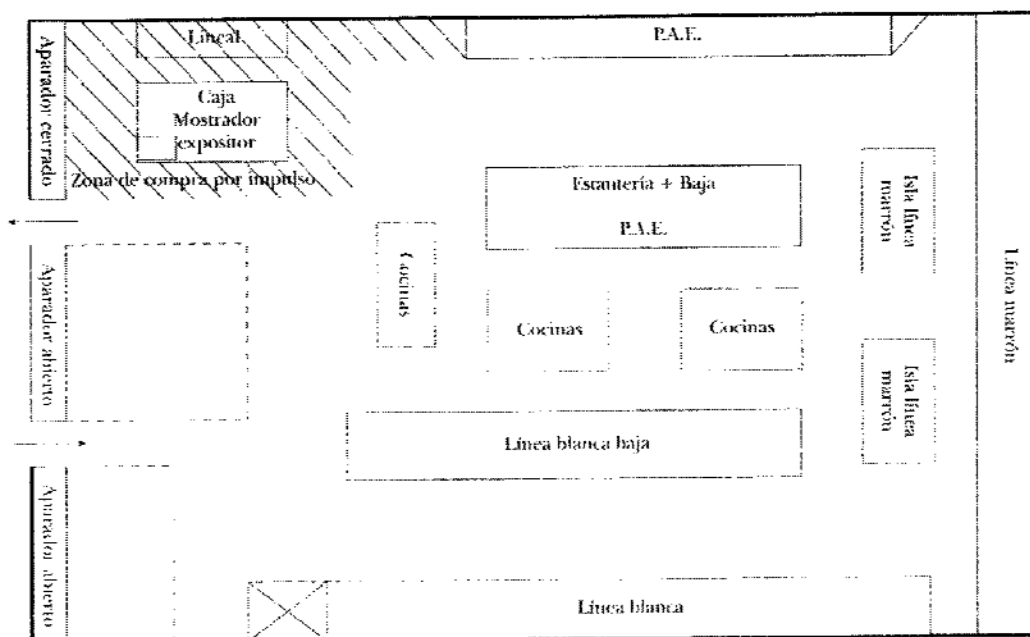 Lineal
P.A.E.
Aparador cerrado
Caja
Mostrador
expositor
Zona de compra por impulso
Estantería + Baja
P.A.E.
Isla línea
marrón
Línea marrón
Cocinas
Aparador abierto
Cocinas
Cocinas
Isla línea
marrón
Línea blanca baja
Aparador abierto
Línea blanca